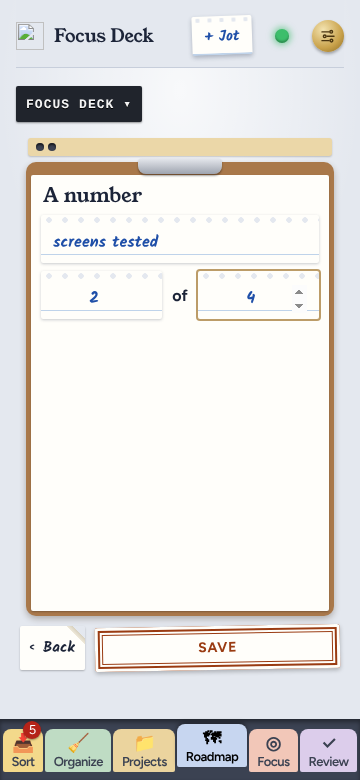 Focus Deck
+ Jot
FOCUS DECK ▾
A number
screens tested
2 of 4
‹ Back
SAVE
5
Sort
Organize
Projects
Roadmap
Focus
Review